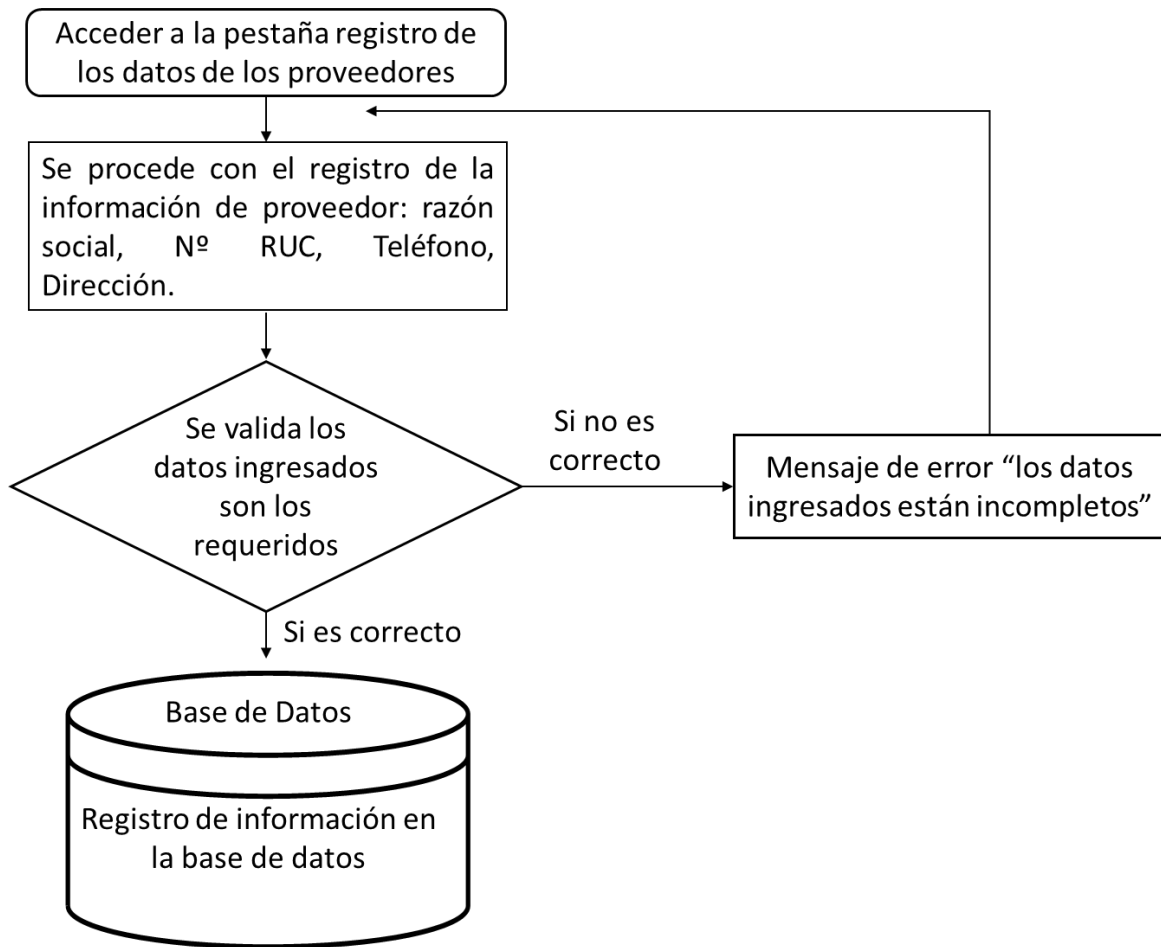 Acceder a la pestaña registro de
los datos de los proveedores
Se procede con el registro de la
información de proveedor: razón
social, Nº RUC, Teléfono,
Dirección.
Se valida los
datos ingresados
son los
requeridos
Si no es
correcto
Mensaje de error “los datos
ingresados están incompletos”
Si es correcto
Base de Datos
Registro de información en
la base de datos